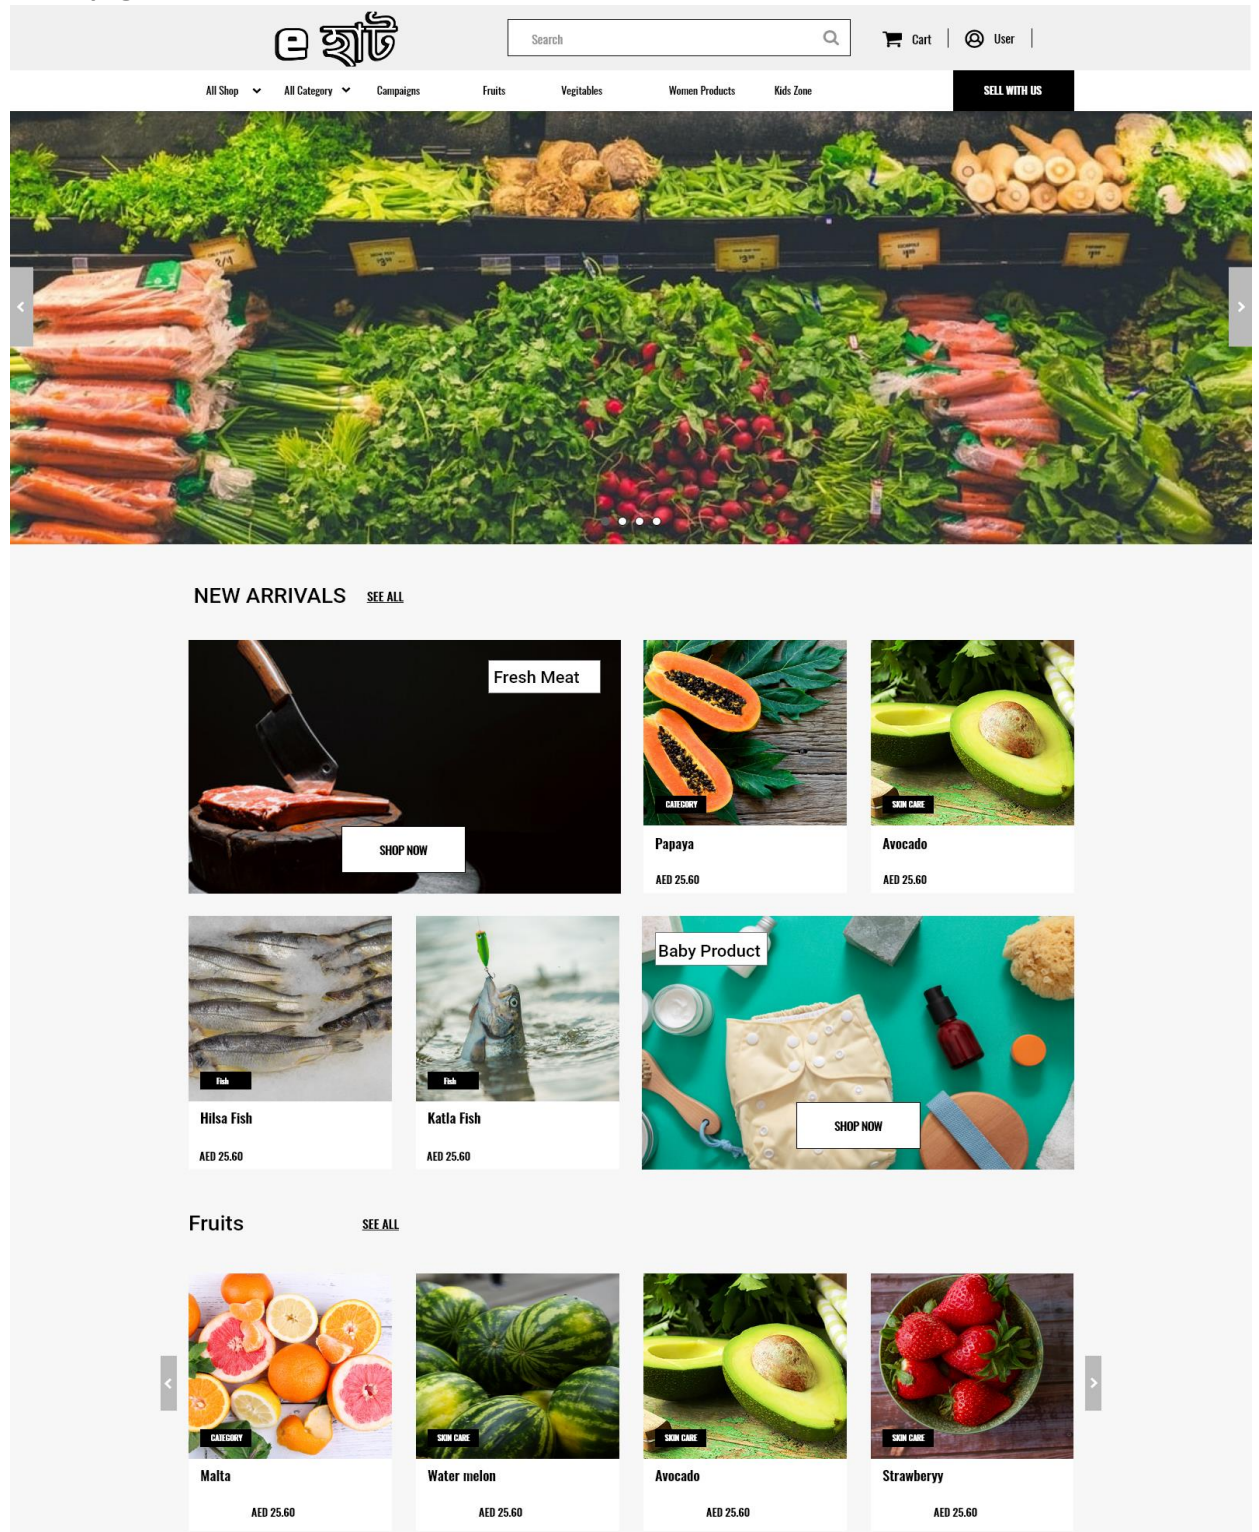 e হাট
Search
Cart
User
All Shop
All Category
Campaigns
Fruits
Vegitables
Women Products
Kids Zone
SELL WITH US
NEW ARRIVALS
SEE ALL
Fresh Meat
SHOP NOW
CATEGORY
Papaya
AED 25.60
SKIN CARE
Avocado
AED 25.60
Fish
Hilsa Fish
AED 25.60
Fish
Katla Fish
AED 25.60
Baby Product
SHOP NOW
Fruits
SEE ALL
CATEGORY
Malta
AED 25.60
SKIN CARE
Water melon
AED 25.60
SKIN CARE
Avocado
AED 25.60
SKIN CARE
Strawberyy
AED 25.60